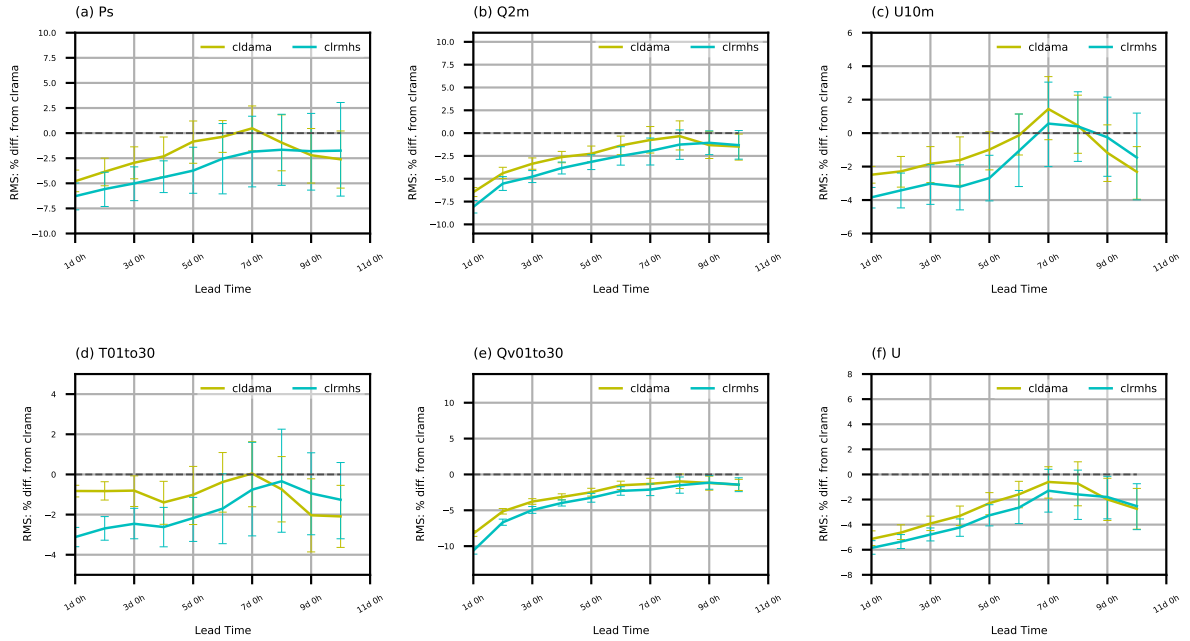 (a) Ps
cldama
clrmhs
10.0
7.5
5.0
2.5
0.0
−2.5
−5.0
−7.5
−10.0
RMS: % diff. from clrama
1d 0h
3d 0h
5d 0h
7d 0h
9d 0h
11d 0h
Lead Time
(b) Q2m
cldama
clrmhs
10.0
7.5
5.0
2.5
0.0
−2.5
−5.0
−7.5
−10.0
RMS: % diff. from clrama
1d 0h
3d 0h
5d 0h
7d 0h
9d 0h
11d 0h
Lead Time
(c) U10m
cldama
clrmhs
6
4
2
0
−2
−4
−6
RMS: % diff. from clrama
1d 0h
3d 0h
5d 0h
7d 0h
9d 0h
11d 0h
Lead Time
(d) T01to30
cldama
clrmhs
4
2
0
−2
−4
RMS: % diff. from clrama
1d 0h
3d 0h
5d 0h
7d 0h
9d 0h
11d 0h
Lead Time
(e) Qv01to30
cldama
clrmhs
10
5
0
−5
−10
RMS: % diff. from clrama
1d 0h
3d 0h
5d 0h
7d 0h
9d 0h
11d 0h
Lead Time
(f) U
cldama
clrmhs
8
6
4
2
0
−2
−4
−6
−8
RMS: % diff. from clrama
1d 0h
3d 0h
5d 0h
7d 0h
9d 0h
11d 0h
Lead Time